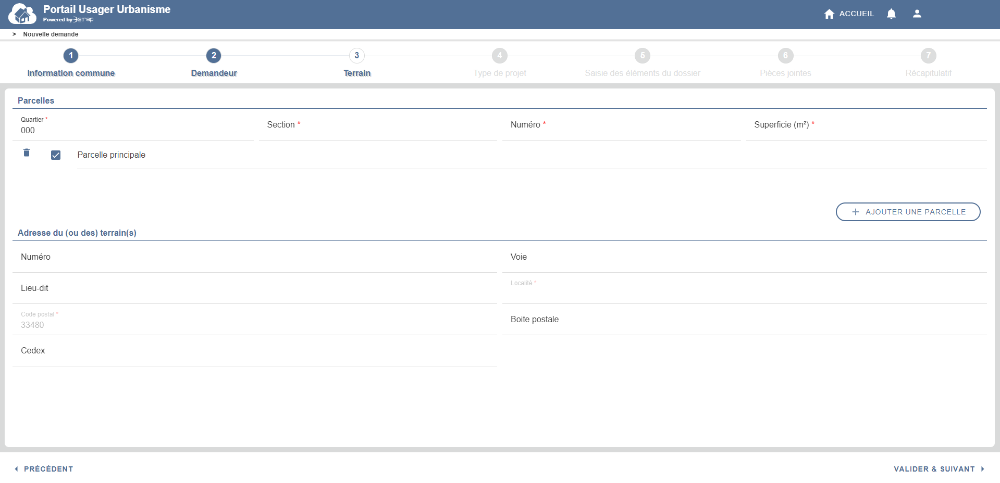 Portail Usager Urbanisme
Powered by sirap
ACCUEIL
> Nouvelle demande
1 2 3 4 5 6 7
Information commune Demandeur Terrain Type de projet Saisie des éléments du dossier Pièces jointes Récapitulatif
Parcelles
Quartier *
000
Section * Numéro * Superficie (m²) *
Parcelle principale
+ AJOUTER UNE PARCELLE
Adresse du (ou des) terrain(s)
Numéro Voie
Lieu-dit Localité *
Code postal *
33480
Boite postale
Cedex
PRÉCÉDENT VALIDER & SUIVANT